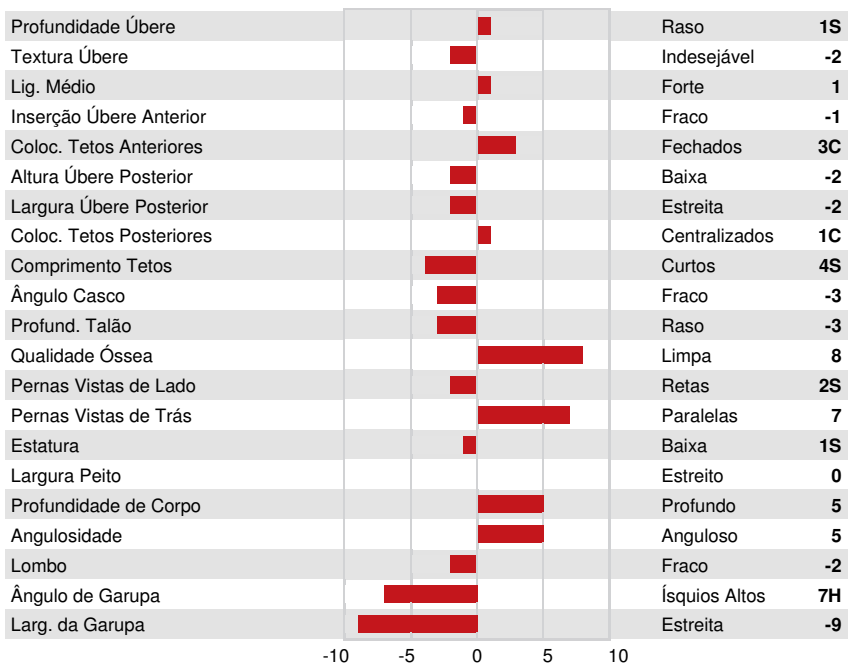 Profundidade Úbere Raso 1S
Textura Úbere Indesejável -2
Lig. Médio Forte 1
Inserção Úbere Anterior Fraco -1
Coloc. Tetos Anteriores Fechados 3C
Altura Úbere Posterior Baixa -2
Largura Úbere Posterior Estreita -2
Coloc. Tetos Posteriores Centralizados 1C
Comprimento Tetos Curtos 4S
Ângulo Casco Fraco -3
Profund. Talão Raso -3
Qualidade Óssea Limpa 8
Pernas Vistas de Lado Retas 2S
Pernas Vistas de Trás Paralelas 7
Estatura Baixa 1S
Largura Peito Estreito 0
Profundidade de Corpo Profundo 5
Angulosidade Anguloso 5
Lombo Fraco -2
Ângulo de Garupa Ísquios Altos 7H
Larg. da Garupa Estreita -9
-10 -5 0 5 10